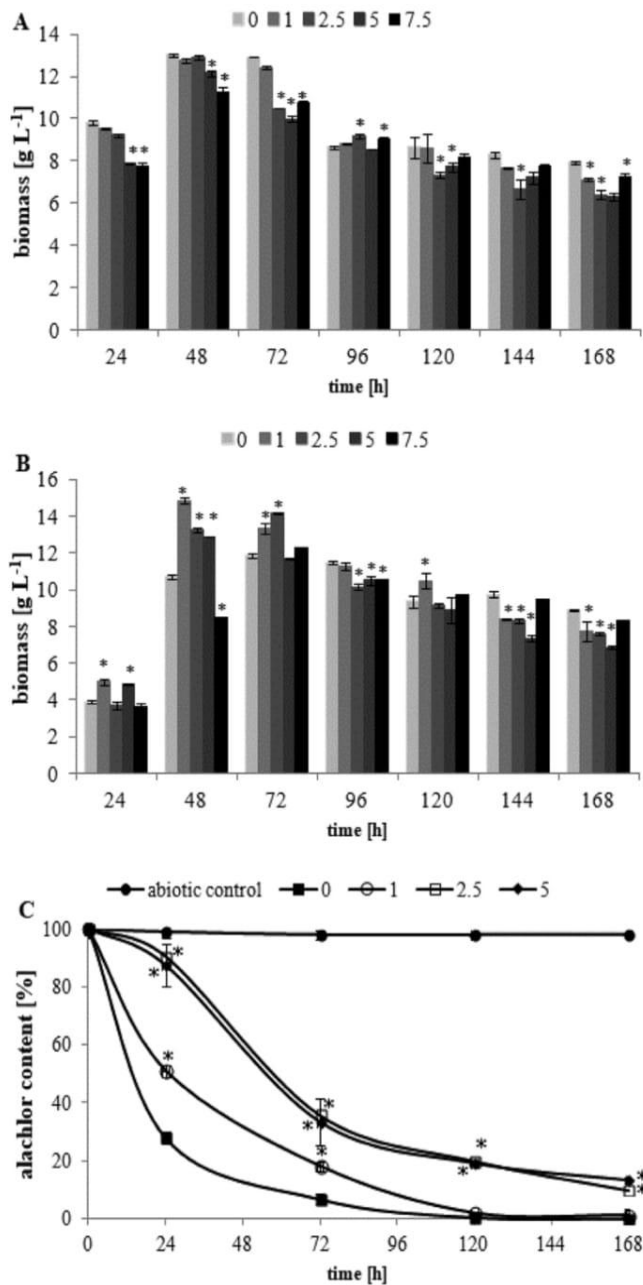 A
0 1 2.5 5 7.5
biomass [g L⁻¹]
14
12
10
8
6
4
2
0
* * * * * * * * * * * * * *
24 48 72 96 120 144 168
time [h]
0 1 2.5 5 7.5
B
biomass [g L⁻¹]
16
14
12
10
8
6
4
2
0
* * * * * * * * * * * * * * * * * *
24 48 72 96 120 144 168
time [h]
abiotic control 0 1 2.5 5
C
alachlor content [%]
100
80
60
40
20
0
* * * * * * * * * *
0 24 48 72 96 120 144 168
time [h]